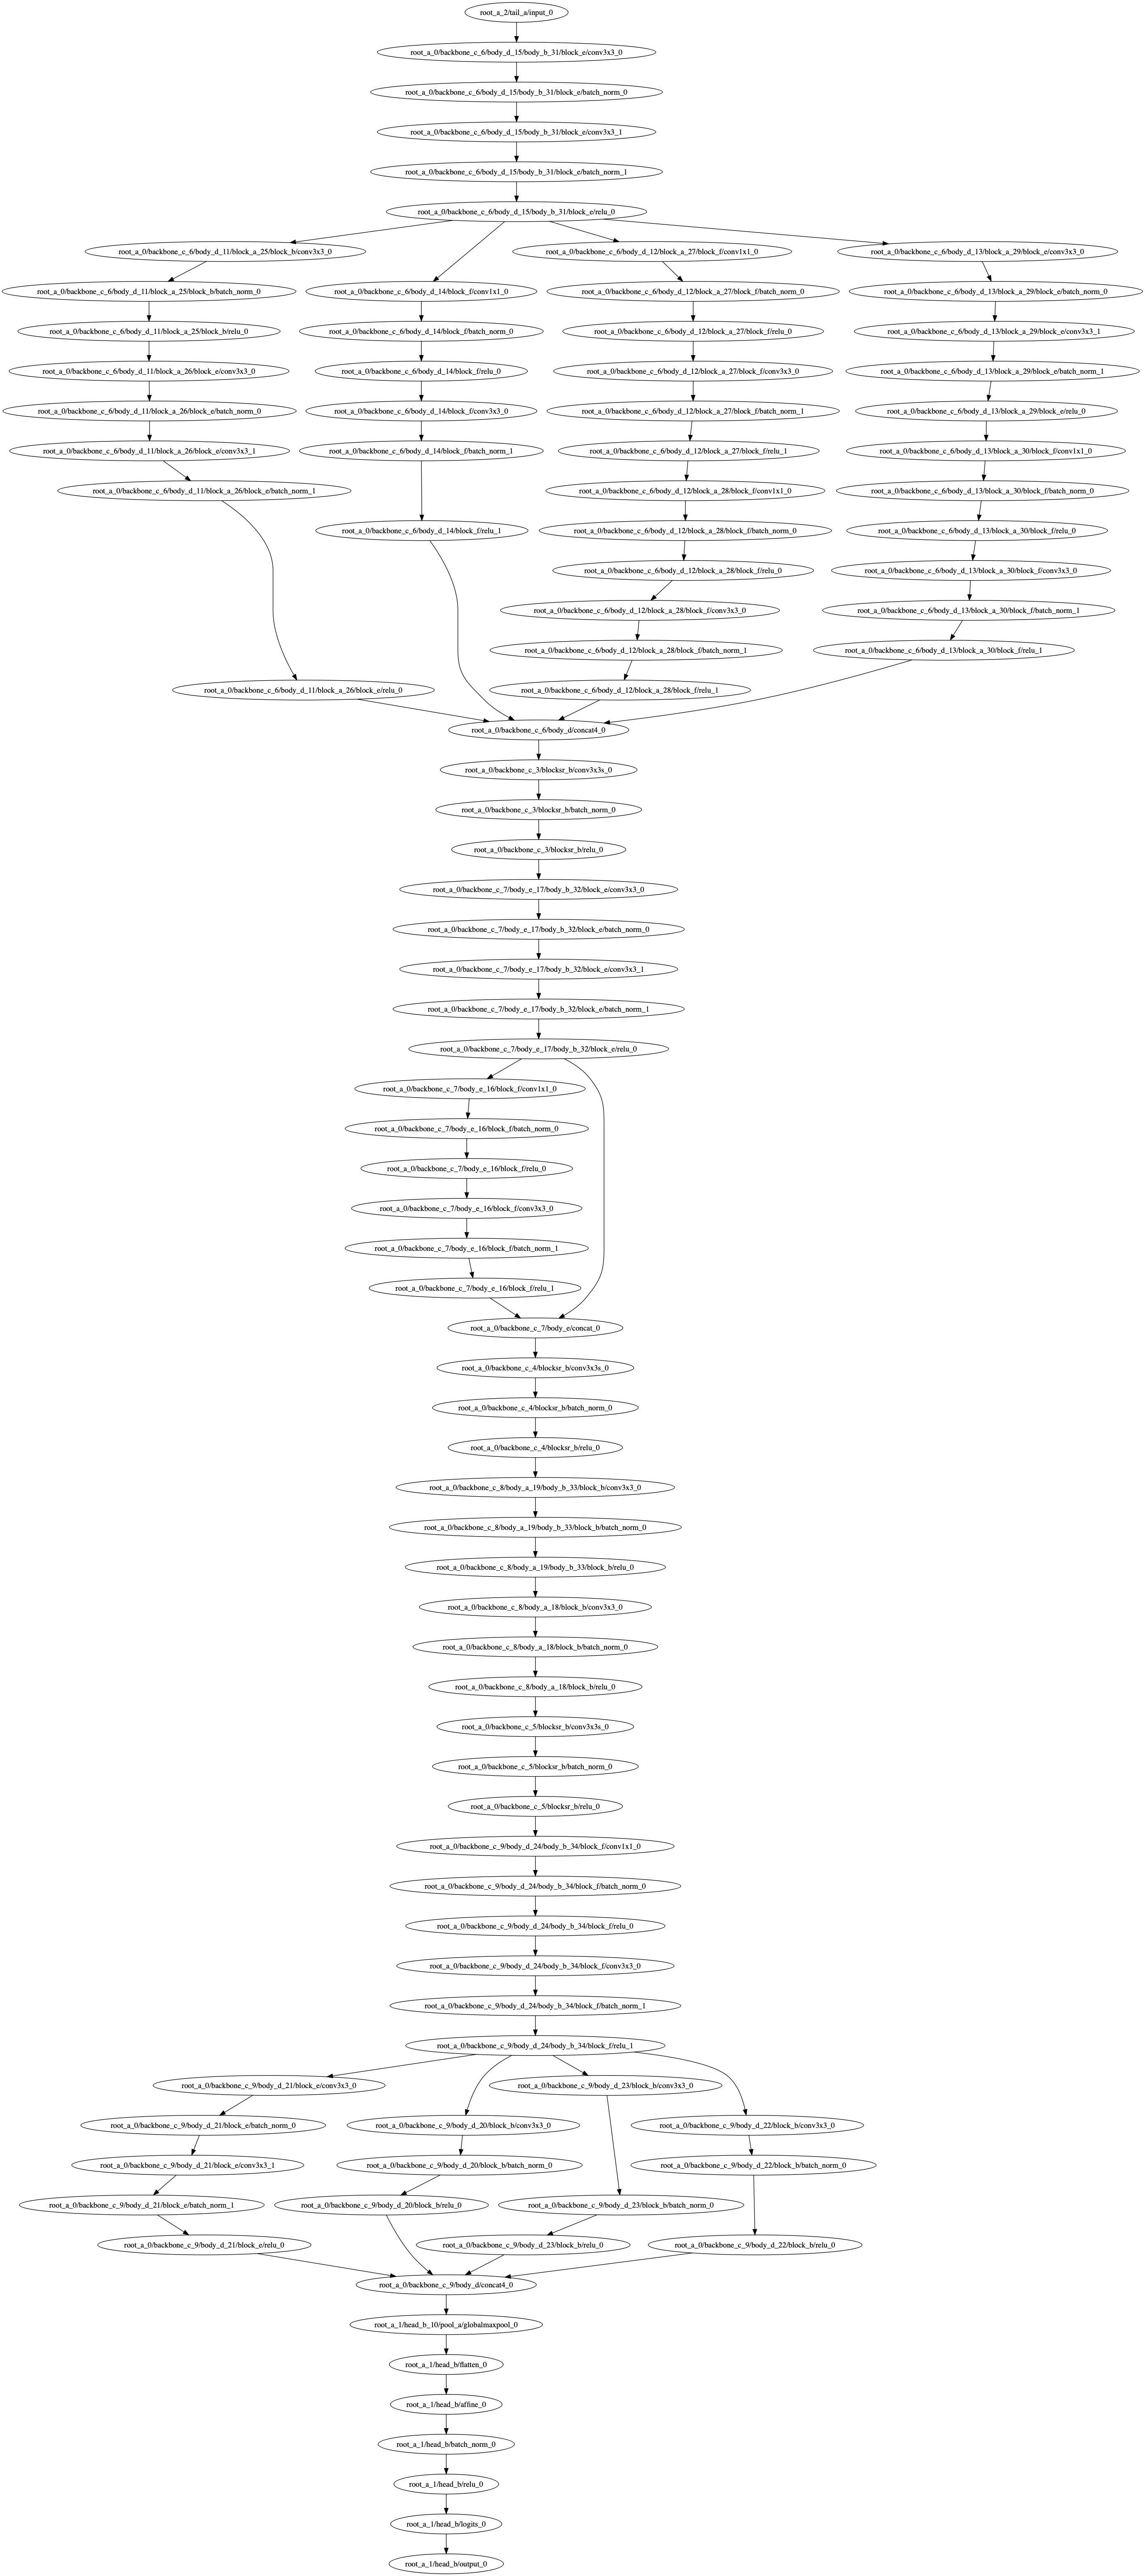 root_a_2/tail_a/input_0
root_a_0/backbone_c_6/body_d_15/body_b_31/block_e/conv3x3_0
root_a_0/backbone_c_6/body_d_15/body_b_31/block_e/batch_norm_0
root_a_0/backbone_c_6/body_d_15/body_b_31/block_e/conv3x3_1
root_a_0/backbone_c_6/body_d_15/body_b_31/block_e/batch_norm_1
root_a_0/backbone_c_6/body_d_15/body_b_31/block_e/relu_0
root_a_0/backbone_c_6/body_d_11/block_a_25/block_b/conv3x3_0
root_a_0/backbone_c_6/body_d_12/block_a_27/block_f/conv1x1_0
root_a_0/backbone_c_6/body_d_13/block_a_29/block_e/conv3x3_0
root_a_0/backbone_c_6/body_d_11/block_a_25/block_b/batch_norm_0
root_a_0/backbone_c_6/body_d_14/block_f/conv1x1_0
root_a_0/backbone_c_6/body_d_12/block_a_27/block_f/batch_norm_0
root_a_0/backbone_c_6/body_d_13/block_a_29/block_e/batch_norm_0
root_a_0/backbone_c_6/body_d_11/block_a_25/block_b/relu_0
root_a_0/backbone_c_6/body_d_14/block_f/batch_norm_0
root_a_0/backbone_c_6/body_d_12/block_a_27/block_f/relu_0
root_a_0/backbone_c_6/body_d_13/block_a_29/block_e/conv3x3_1
root_a_0/backbone_c_6/body_d_11/block_a_26/block_e/conv3x3_0
root_a_0/backbone_c_6/body_d_14/block_f/relu_0
root_a_0/backbone_c_6/body_d_12/block_a_27/block_f/conv3x3_0
root_a_0/backbone_c_6/body_d_13/block_a_29/block_e/batch_norm_1
root_a_0/backbone_c_6/body_d_11/block_a_26/block_e/batch_norm_0
root_a_0/backbone_c_6/body_d_14/block_f/conv3x3_0
root_a_0/backbone_c_6/body_d_12/block_a_27/block_f/batch_norm_1
root_a_0/backbone_c_6/body_d_13/block_a_29/block_e/relu_0
root_a_0/backbone_c_6/body_d_11/block_a_26/block_e/conv3x3_1
root_a_0/backbone_c_6/body_d_14/block_f/batch_norm_1
root_a_0/backbone_c_6/body_d_12/block_a_27/block_f/relu_1
root_a_0/backbone_c_6/body_d_13/block_a_30/block_f/conv1x1_0
root_a_0/backbone_c_6/body_d_11/block_a_26/block_e/batch_norm_1
root_a_0/backbone_c_6/body_d_12/block_a_28/block_f/conv1x1_0
root_a_0/backbone_c_6/body_d_13/block_a_30/block_f/batch_norm_0
root_a_0/backbone_c_6/body_d_14/block_f/relu_1
root_a_0/backbone_c_6/body_d_12/block_a_28/block_f/batch_norm_0
root_a_0/backbone_c_6/body_d_13/block_a_30/block_f/relu_0
root_a_0/backbone_c_6/body_d_12/block_a_28/block_f/relu_0
root_a_0/backbone_c_6/body_d_13/block_a_30/block_f/conv3x3_0
root_a_0/backbone_c_6/body_d_12/block_a_28/block_f/conv3x3_0
root_a_0/backbone_c_6/body_d_13/block_a_30/block_f/batch_norm_1
root_a_0/backbone_c_6/body_d_12/block_a_28/block_f/batch_norm_1
root_a_0/backbone_c_6/body_d_13/block_a_30/block_f/relu_1
root_a_0/backbone_c_6/body_d_11/block_a_26/block_e/relu_0
root_a_0/backbone_c_6/body_d_12/block_a_28/block_f/relu_1
root_a_0/backbone_c_6/body_d/concat4_0
root_a_0/backbone_c_3/blocksr_b/conv3x3s_0
root_a_0/backbone_c_3/blocksr_b/batch_norm_0
root_a_0/backbone_c_3/blocksr_b/relu_0
root_a_0/backbone_c_7/body_e_17/body_b_32/block_e/conv3x3_0
root_a_0/backbone_c_7/body_e_17/body_b_32/block_e/batch_norm_0
root_a_0/backbone_c_7/body_e_17/body_b_32/block_e/conv3x3_1
root_a_0/backbone_c_7/body_e_17/body_b_32/block_e/batch_norm_1
root_a_0/backbone_c_7/body_e_17/body_b_32/block_e/relu_0
root_a_0/backbone_c_7/body_e_16/block_f/conv1x1_0
root_a_0/backbone_c_7/body_e_16/block_f/batch_norm_0
root_a_0/backbone_c_7/body_e_16/block_f/relu_0
root_a_0/backbone_c_7/body_e_16/block_f/conv3x3_0
root_a_0/backbone_c_7/body_e_16/block_f/batch_norm_1
root_a_0/backbone_c_7/body_e_16/block_f/relu_1
root_a_0/backbone_c_7/body_e/concat_0
root_a_0/backbone_c_4/blocksr_b/conv3x3s_0
root_a_0/backbone_c_4/blocksr_b/batch_norm_0
root_a_0/backbone_c_4/blocksr_b/relu_0
root_a_0/backbone_c_8/body_a_19/body_b_33/block_b/conv3x3_0
root_a_0/backbone_c_8/body_a_19/body_b_33/block_b/batch_norm_0
root_a_0/backbone_c_8/body_a_19/body_b_33/block_b/relu_0
root_a_0/backbone_c_8/body_a_18/block_b/conv3x3_0
root_a_0/backbone_c_8/body_a_18/block_b/batch_norm_0
root_a_0/backbone_c_8/body_a_18/block_b/relu_0
root_a_0/backbone_c_5/blocksr_b/conv3x3s_0
root_a_0/backbone_c_5/blocksr_b/batch_norm_0
root_a_0/backbone_c_5/blocksr_b/relu_0
root_a_0/backbone_c_9/body_d_24/body_b_34/block_f/conv1x1_0
root_a_0/backbone_c_9/body_d_24/body_b_34/block_f/batch_norm_0
root_a_0/backbone_c_9/body_d_24/body_b_34/block_f/relu_0
root_a_0/backbone_c_9/body_d_24/body_b_34/block_f/conv3x3_0
root_a_0/backbone_c_9/body_d_24/body_b_34/block_f/batch_norm_1
root_a_0/backbone_c_9/body_d_24/body_b_34/block_f/relu_1
root_a_0/backbone_c_9/body_d_21/block_e/conv3x3_0
root_a_0/backbone_c_9/body_d_23/block_b/conv3x3_0
root_a_0/backbone_c_9/body_d_21/block_e/batch_norm_0
root_a_0/backbone_c_9/body_d_20/block_b/conv3x3_0
root_a_0/backbone_c_9/body_d_22/block_b/conv3x3_0
root_a_0/backbone_c_9/body_d_21/block_e/conv3x3_1
root_a_0/backbone_c_9/body_d_20/block_b/batch_norm_0
root_a_0/backbone_c_9/body_d_22/block_b/batch_norm_0
root_a_0/backbone_c_9/body_d_21/block_e/batch_norm_1
root_a_0/backbone_c_9/body_d_20/block_b/relu_0
root_a_0/backbone_c_9/body_d_23/block_b/batch_norm_0
root_a_0/backbone_c_9/body_d_21/block_e/relu_0
root_a_0/backbone_c_9/body_d_23/block_b/relu_0
root_a_0/backbone_c_9/body_d_22/block_b/relu_0
root_a_0/backbone_c_9/body_d/concat4_0
root_a_1/head_b_10/pool_a/globalmaxpool_0
root_a_1/head_b/flatten_0
root_a_1/head_b/affine_0
root_a_1/head_b/batch_norm_0
root_a_1/head_b/relu_0
root_a_1/head_b/logits_0
root_a_1/head_b/output_0